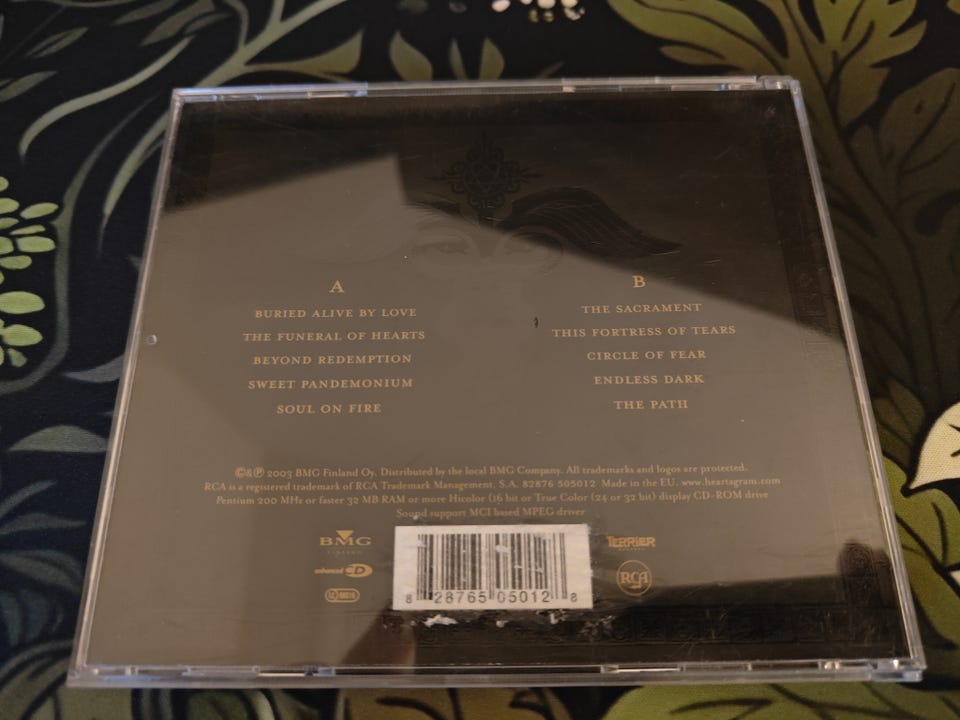 A
BURIED ALIVE BY LOVE
THE FUNERAL OF HEARTS
BEYOND REDEMPTION
SWEET PANDEMONIUM
SOUL ON FIRE
B
THE SACRAMENT
THIS FORTRESS OF TEARS
CIRCLE OF FEAR
ENDLESS DARK
THE PATH
©&℗ 2003 BMG Finland Oy. Distributed by the local BMG Company. All trademarks and logos are protected.
RCA is a registered trademark of RCA Trademark Management, S.A. 82876 505012 Made in the EU. www.heartagram.com
Pentium 200 MHz or faster 32 MB RAM or more Hicolor (16 bit or True Color (24 or 32 bit) display CD-ROM drive
Sound support MCI based MPEG driver
BMG
FINLAND
enhanced CD
LC 00316
8 28765 05012 8
TERRIER
RCA